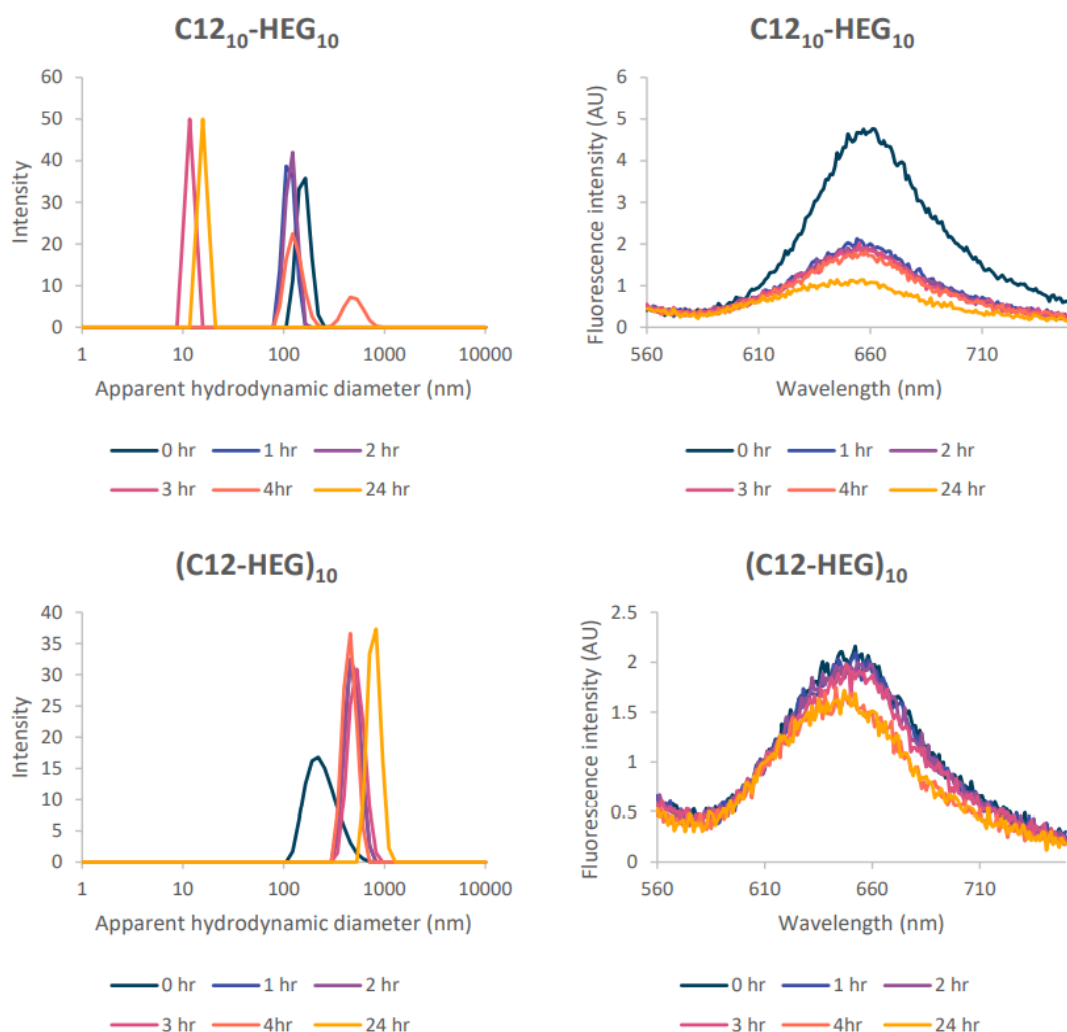 C12₁₀-HEG₁₀
Intensity
60
50
40
30
20
10
0
1 10 100 1000 10000
Apparent hydrodynamic diameter (nm)
0 hr 1 hr 2 hr
3 hr 4hr 24 hr
C12₁₀-HEG₁₀
Fluorescence intensity (AU)
6
5
4
3
2
1
0
560 610 660 710
Wavelength (nm)
0 hr 1 hr 2 hr
3 hr 4hr 24 hr
(C12-HEG)₁₀
Intensity
40
35
30
25
20
15
10
5
0
1 10 100 1000 10000
Apparent hydrodynamic diameter (nm)
0 hr 1 hr 2 hr
3 hr 4hr 24 hr
(C12-HEG)₁₀
Fluorescence intensity (AU)
2.5
2
1.5
1
0.5
0
560 610 660 710
Wavelength (nm)
0 hr 1 hr 2 hr
3 hr 4hr 24 hr